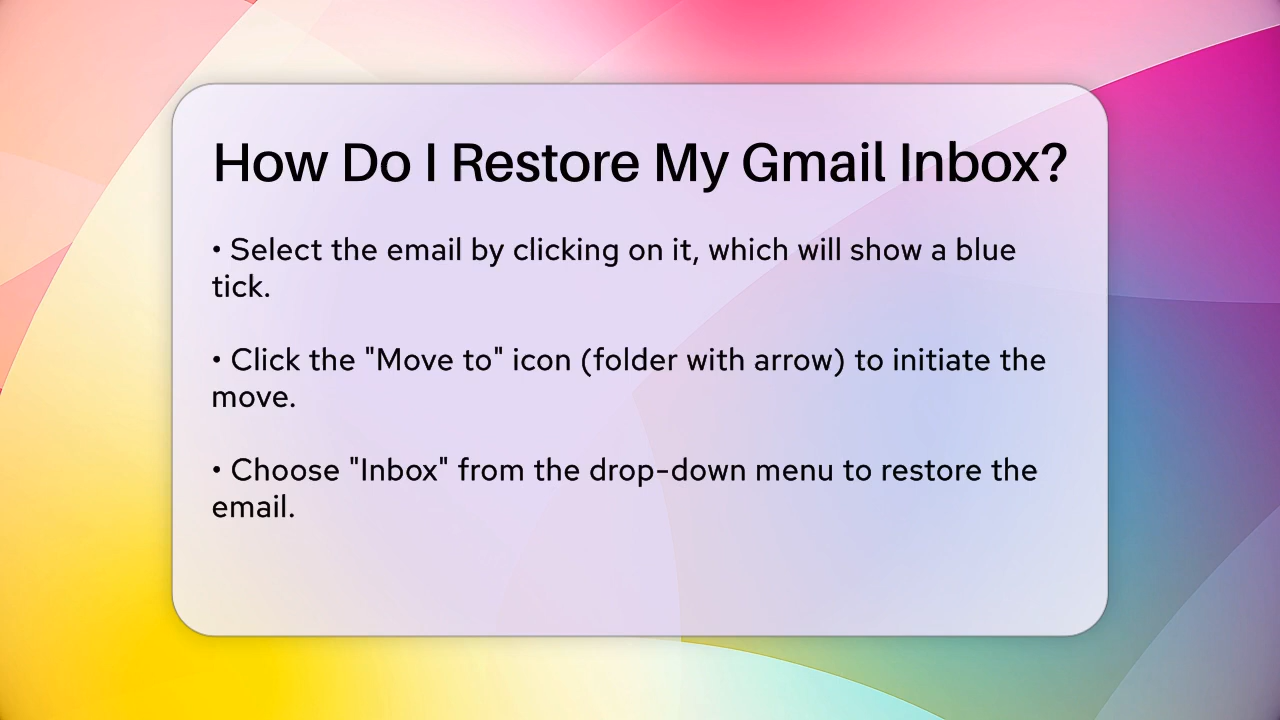 How Do I Restore My Gmail Inbox?
• Select the email by clicking on it, which will show a blue
tick.
• Click the "Move to" icon (folder with arrow) to initiate the
move.
• Choose "Inbox" from the drop-down menu to restore the
email.